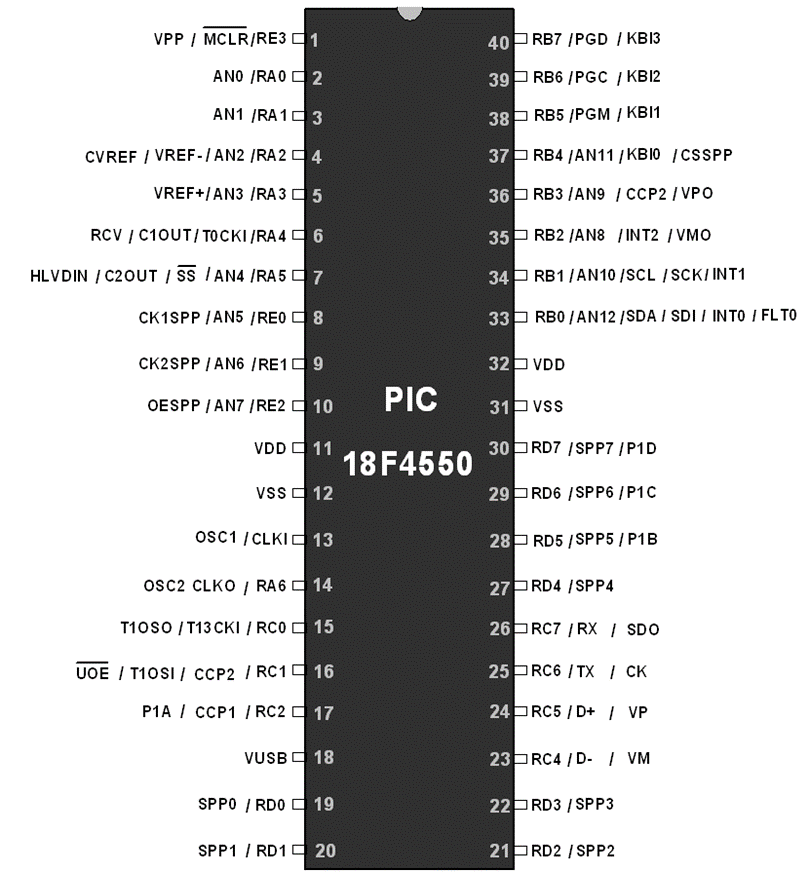 VPP / MCLR/RE3 1 40 RB7 /PGD / KBI3
AN0 /RA0 2 39 RB6 /PGC / KBI2
AN1 /RA1 3 38 RB5 /PGM / KBI1
CVREF / VREF-/ AN2 /RA2 4 37 RB4 /AN11 /KBI0 /CSSPP
VREF+/AN3 /RA3 5 36 RB3 /AN9 / CCP2 / VPO
RCV / C1OUT/T0CKI/RA4 6 35 RB2 /AN8 /INT2 / VMO
HLVDIN / C2OUT / SS / AN4 /RA5 7 34 RB1 /AN10 /SCL / SCK/ INT1
CK1SPP / AN5 /RE0 8 33 RB0 /AN12 /SDA / SDI / INT0 / FLT0
CK2SPP / AN6 /RE1 9 32 VDD
OESPP / AN7 /RE2 10 31 VSS
PIC
VDD 11 30 RD7 /SPP7 / P1D
18F4550
VSS 12 29 RD6 /SPP6 / P1C
OSC1 / CLKI 13 28 RD5 /SPP5 / P1B
OSC2 CLKO / RA6 14 27 RD4 /SPP4
T1OSO / T13CKI / RC0 15 26 RC7 / RX / SDO
UOE / T1OSI / CCP2 / RC1 16 25 RC6 / TX / CK
P1A / CCP1 / RC2 17 24 RC5 / D+ / VP
VUSB 18 23 RC4 / D- / VM
SPP0 / RD0 19 22 RD3 / SPP3
SPP1 / RD1 20 21 RD2 / SPP2